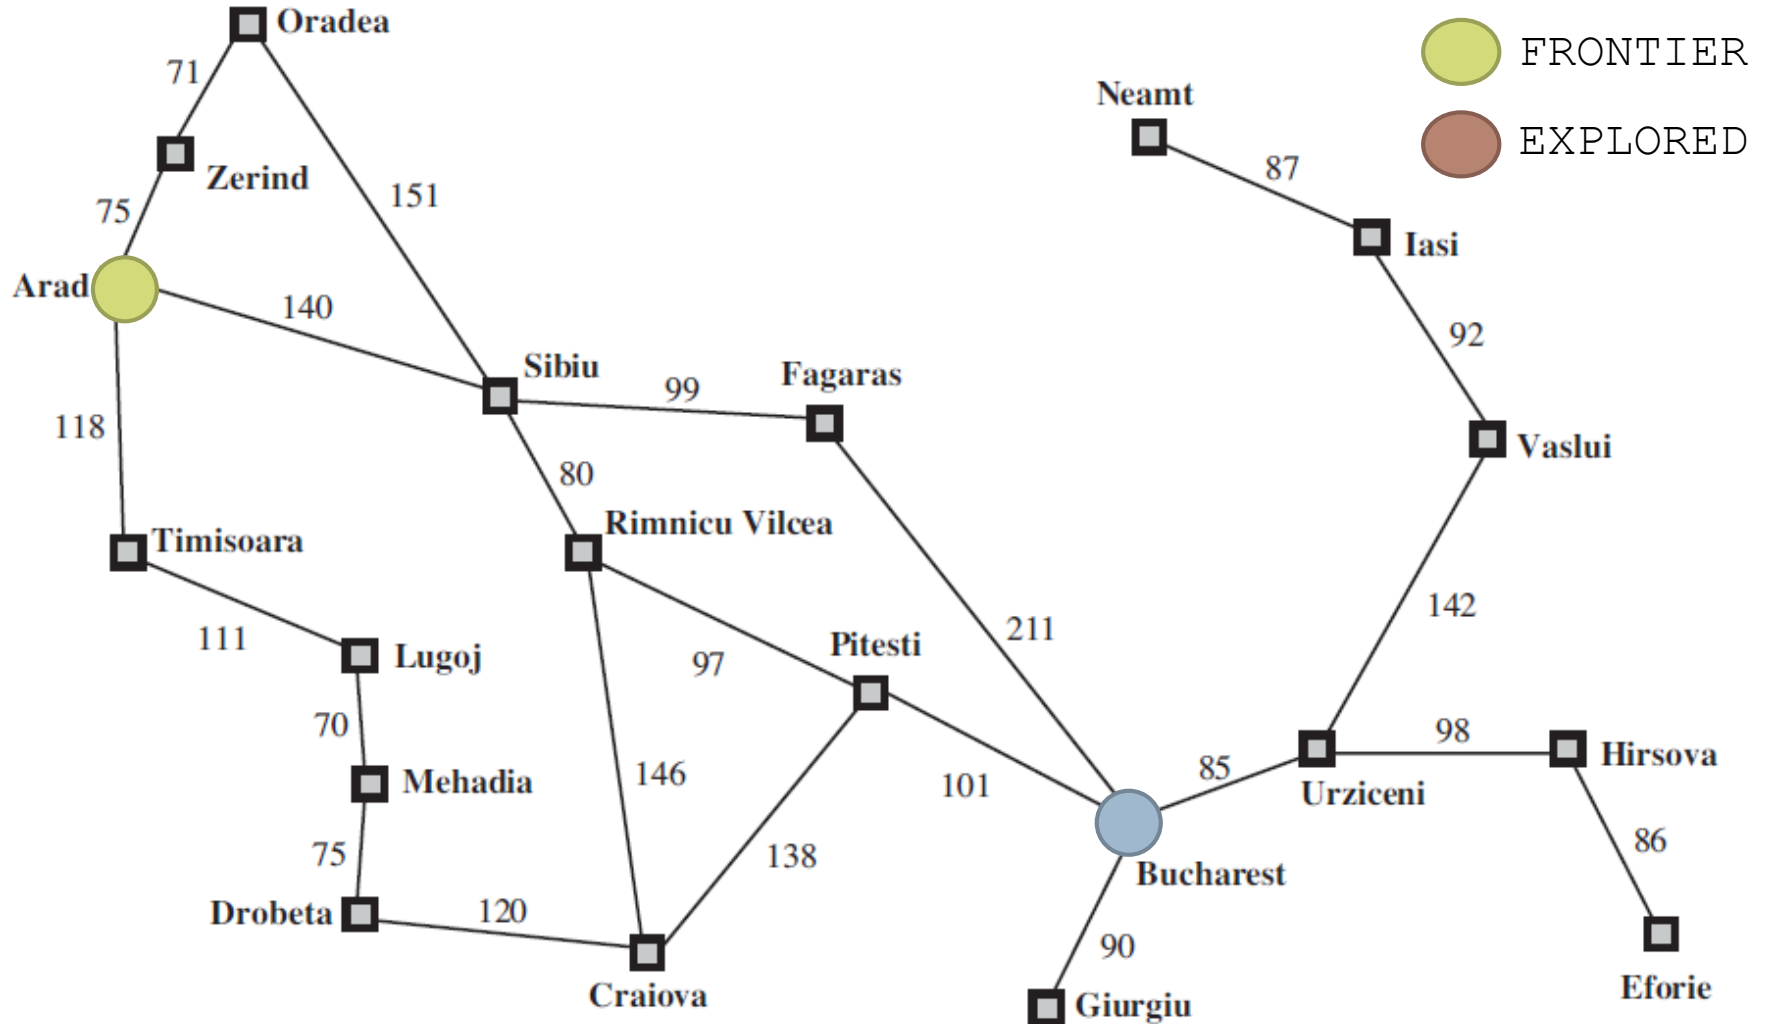 Oradea
FRONTIER
71
Neamt
EXPLORED
87
Zerind
151
75
Iasi
Arad
140
92
Sibiu
Fagaras
99
118
Vaslui
80
Rimnicu Vilcea
Timisoara
142
211
111
Pitesti
Lugoj
97
70
98
Hirsova
85
146
Mehadia
101
Urziceni
86
75
138
Bucharest
Drobeta
120
90
Eforie
Craiova
Giurgiu